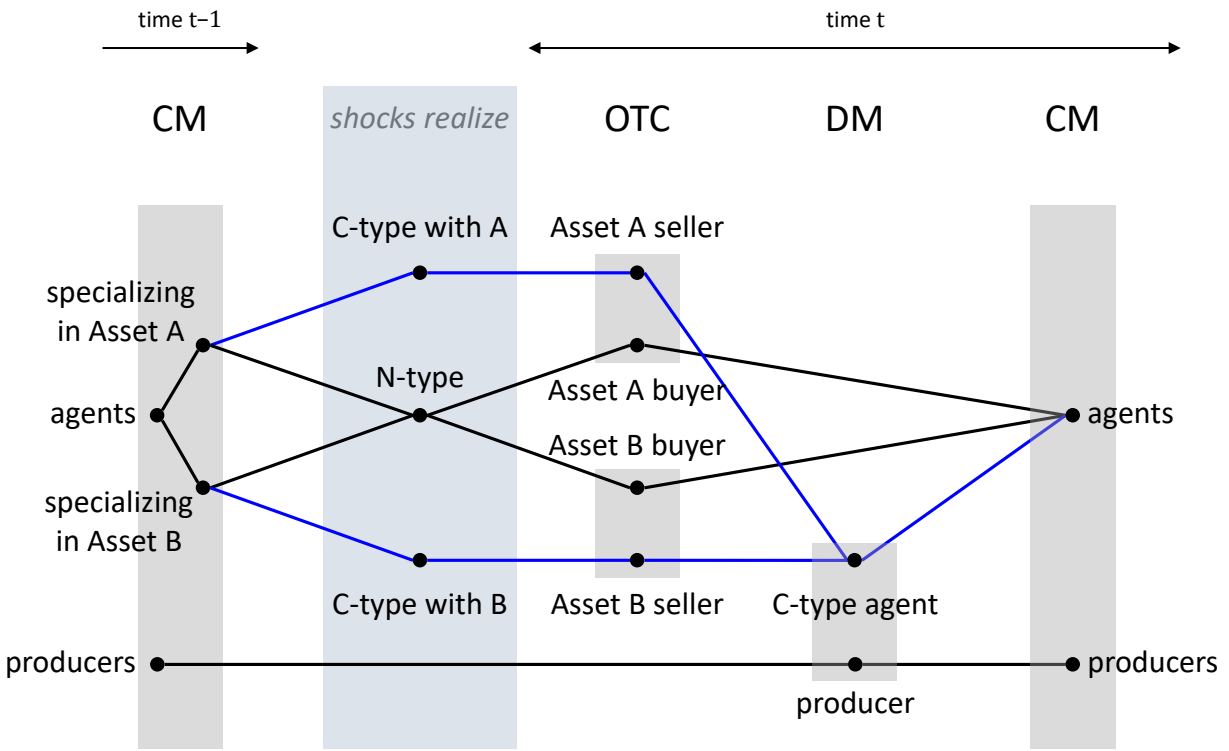 time t−1
time t
CM
shocks realize
OTC
DM
CM
C-type with A
Asset A seller
specializing
in Asset A
N-type
Asset A buyer
agents
agents
Asset B buyer
specializing
in Asset B
C-type with B
Asset B seller
C-type agent
producers
producers
producer